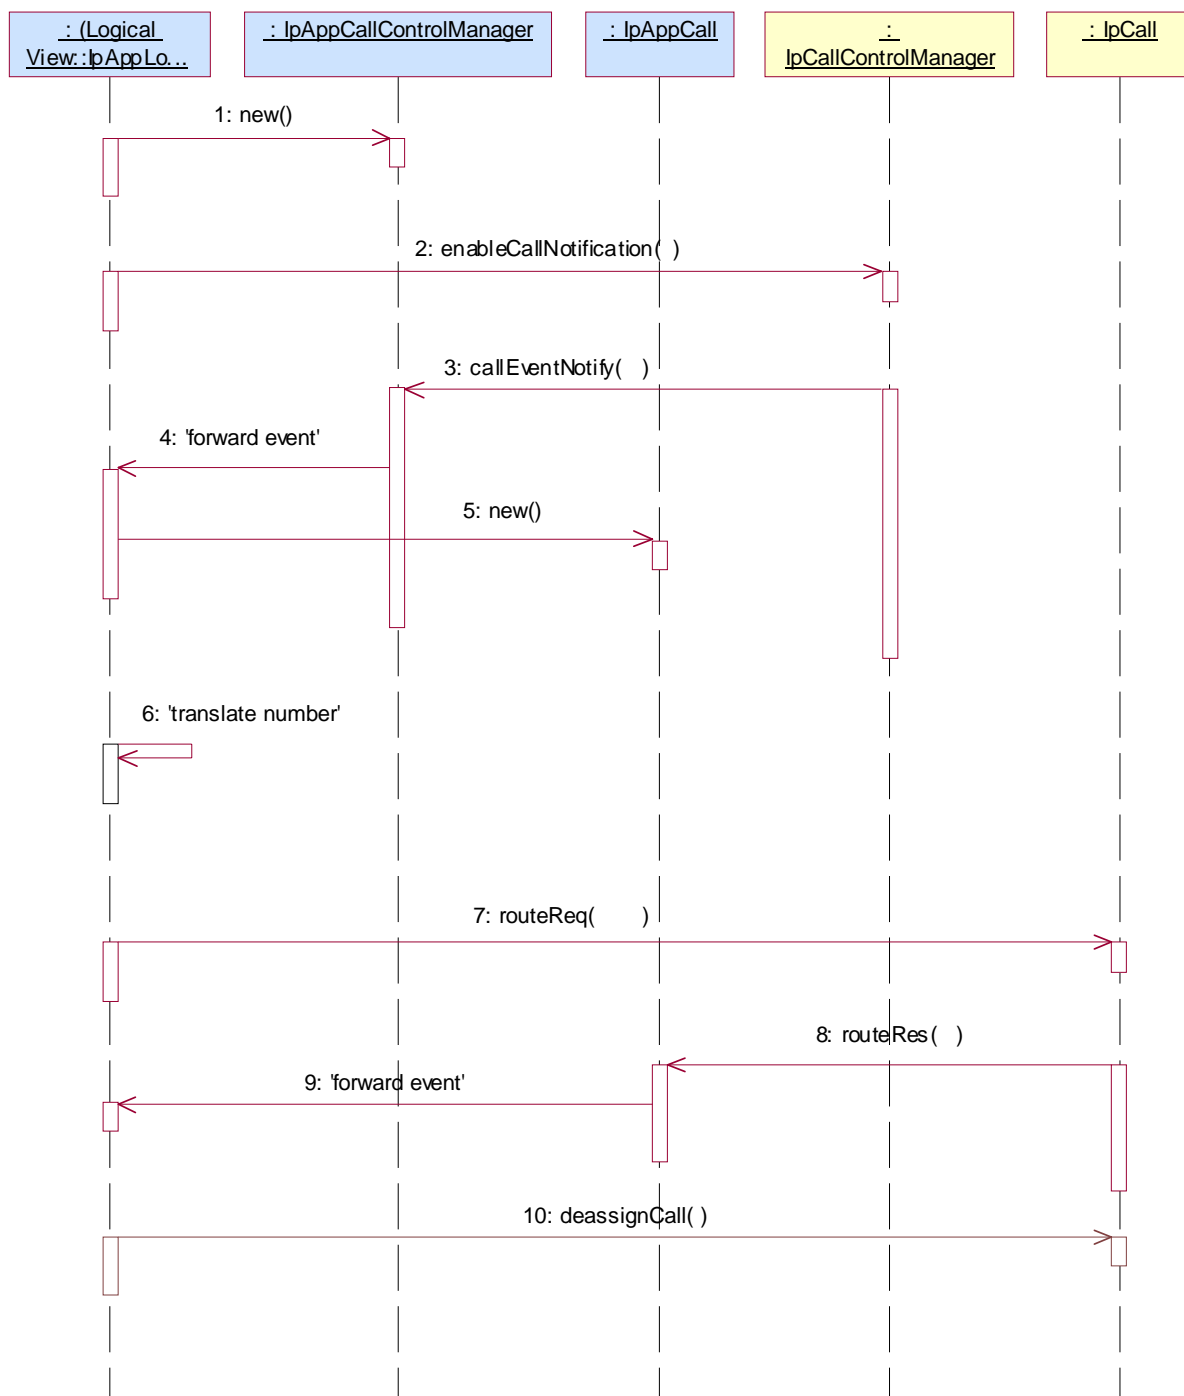 : (Logical
View::IpAppLo...
: IpAppCallControlManager
: IpAppCall
:
IpCallControlManager
: IpCall
1: new()
2: enableCallNotification( )
3: callEventNotify( )
4: 'forward event'
5: new()
6: 'translate number'
7: routeReq( )
8: routeRes( )
9: 'forward event'
10: deassignCall( )